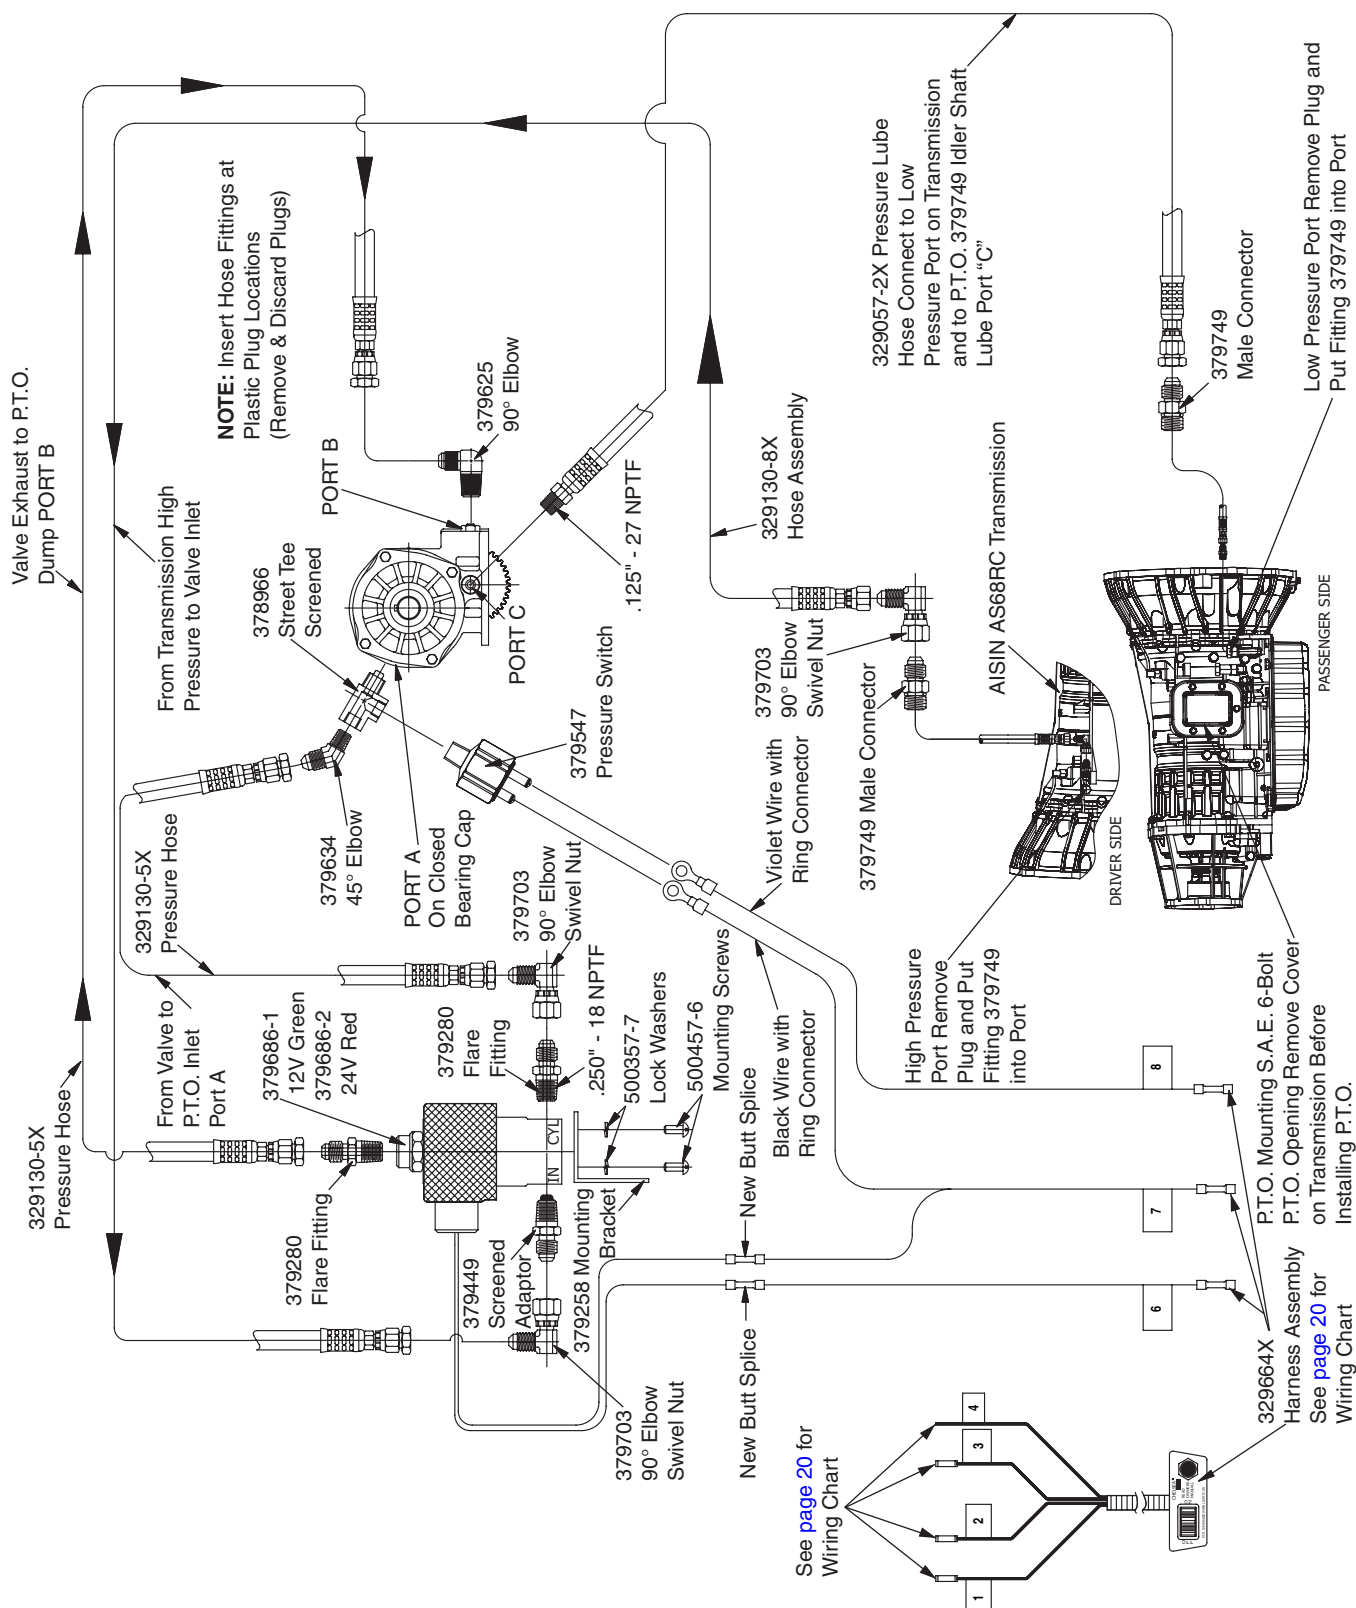 Valve Exhaust to P.T.O.
Dump PORT B
329130-5X
Pressure Hose
From Transmission High
Pressure to Valve Inlet
NOTE: Insert Hose Fittings at
Plastic Plug Locations
(Remove & Discard Plugs)
329130-5X
Pressure Hose
From Valve to
P.T.O. Inlet
Port A
378966
Street Tee
Screened
PORT B
379625
90° Elbow
379280
Flare Fitting
379686-1
12V Green
379686-2
24V Red
379634
45° Elbow
PORT A
On Closed
Bearing Cap
PORT C
.125" - 27 NPTF
379703
90° Elbow
Swivel Nut
379547
Pressure Switch
379280
Flare
Fitting
.250" - 18 NPTF
IN
CYL
379449
Screened
Adaptor
379258 Mounting
Bracket
500357-7
Lock Washers
500457-6
Mounting Screws
379703
90° Elbow
Swivel Nut
329130-8X
Hose Assembly
329057-2X Pressure Lube
Hose Connect to Low
Pressure Port on Transmission
and to P.T.O. 379749 Idler Shaft
Lube Port “C”
New Butt Splice
New Butt Splice
Black Wire with
Ring Connector
Violet Wire with
Ring Connector
379703
90° Elbow
Swivel Nut
379749 Male Connector
AISIN AS68RC Transmission
379749
Male Connector
High Pressure
Port Remove
Plug and Put
Fitting 379749
into Port
DRIVER SIDE
PASSENGER SIDE
Low Pressure Port Remove Plug and
Put Fitting 379749 into Port
See page 20 for
Wiring Chart
1
2
3
4
6
7
8
CHELSEA
329664X
Harness Assembly
See page 20 for
Wiring Chart
P.T.O. Mounting S.A.E. 6-Bolt
P.T.O. Opening Remove Cover
on Transmission Before
Installing P.T.O.